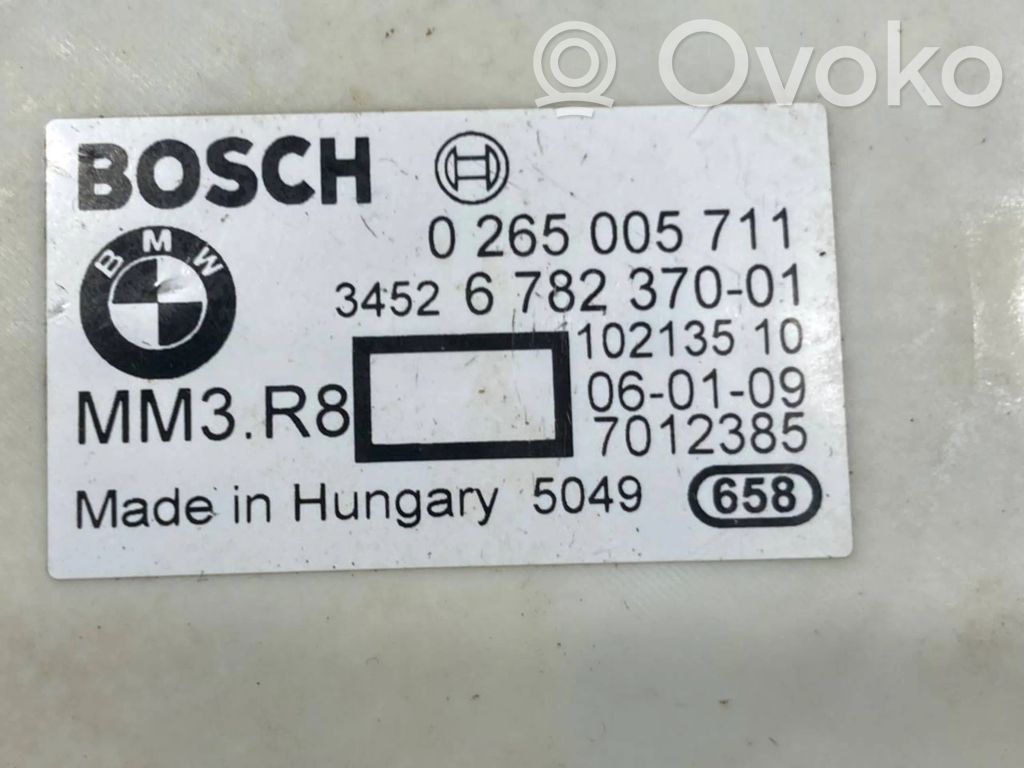 Ovoko
BOSCH
BMW
0 265 005 711
3452 6 782 370-01
102135 10
MM3.R8
06-01-09
7012385
Made in Hungary 5049 658